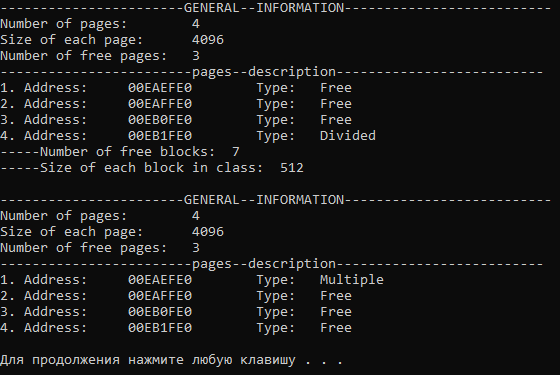 -----------------------GENERAL--INFORMATION--------------------------
Number of pages:        4
Size of each page:      4096
Number of free pages:   3
------------------------pages--description--------------------------
1. Address:     00EAEFE0        Type:   Free
2. Address:     00EAFFE0        Type:   Free
3. Address:     00EB0FE0        Type:   Free
4. Address:     00EB1FE0        Type:   Divided
-----Number of free blocks:  7
-----Size of each block in class:  512
-----------------------GENERAL--INFORMATION--------------------------
Number of pages:        4
Size of each page:      4096
Number of free pages:   3
------------------------pages--description--------------------------
1. Address:     00EAEFE0        Type:   Multiple
2. Address:     00EAFFE0        Type:   Free
3. Address:     00EB0FE0        Type:   Free
4. Address:     00EB1FE0        Type:   Free
Для продолжения нажмите любую клавишу . . .